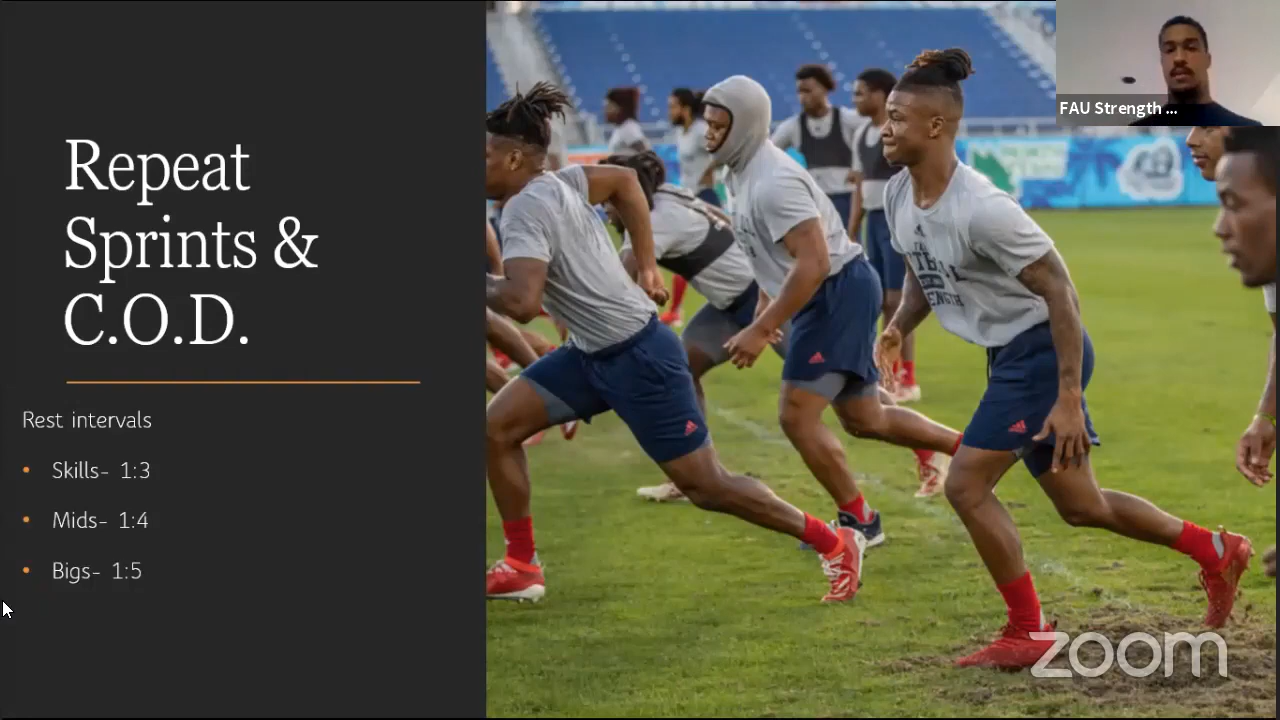 Repeat
Sprints &
C.O.D.
Rest intervals
• Skills- 1:3
• Mids- 1:4
• Bigs- 1:5
FAU Strength ...
zoom